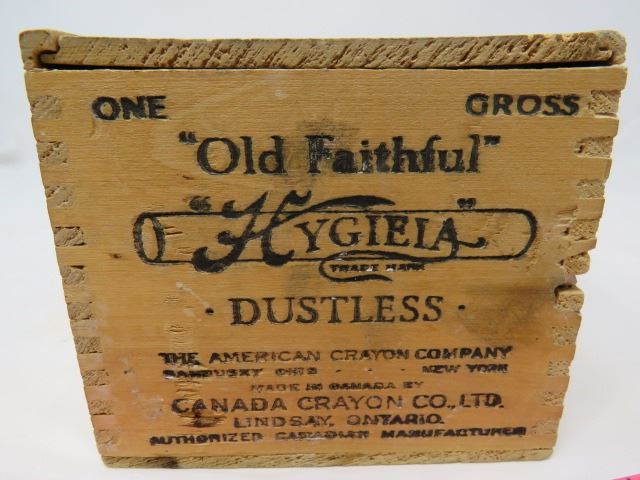 ONE GROSS
"Old Faithful"
"HYGIEIA"
TRADE MARK
· DUSTLESS ·
THE AMERICAN CRAYON COMPANY
SANDUSKY OHIO - - - NEW YORK
MADE IN CANADA BY
CANADA CRAYON CO., LTD.
LINDSAY, ONTARIO.
AUTHORIZED CANADIAN MANUFACTURER